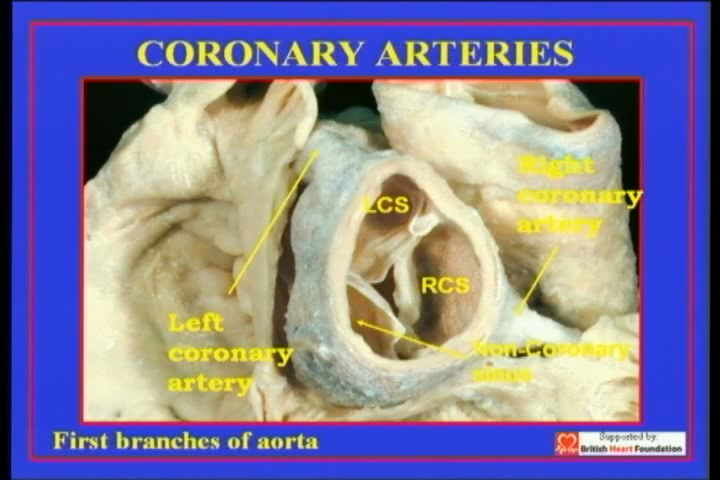 CORONARY ARTERIES
LCS
RCS
Right
coronary
artery
Left
coronary
artery
Non-Coronary
sinus
First branches of aorta
Supported by:
British Heart Foundation